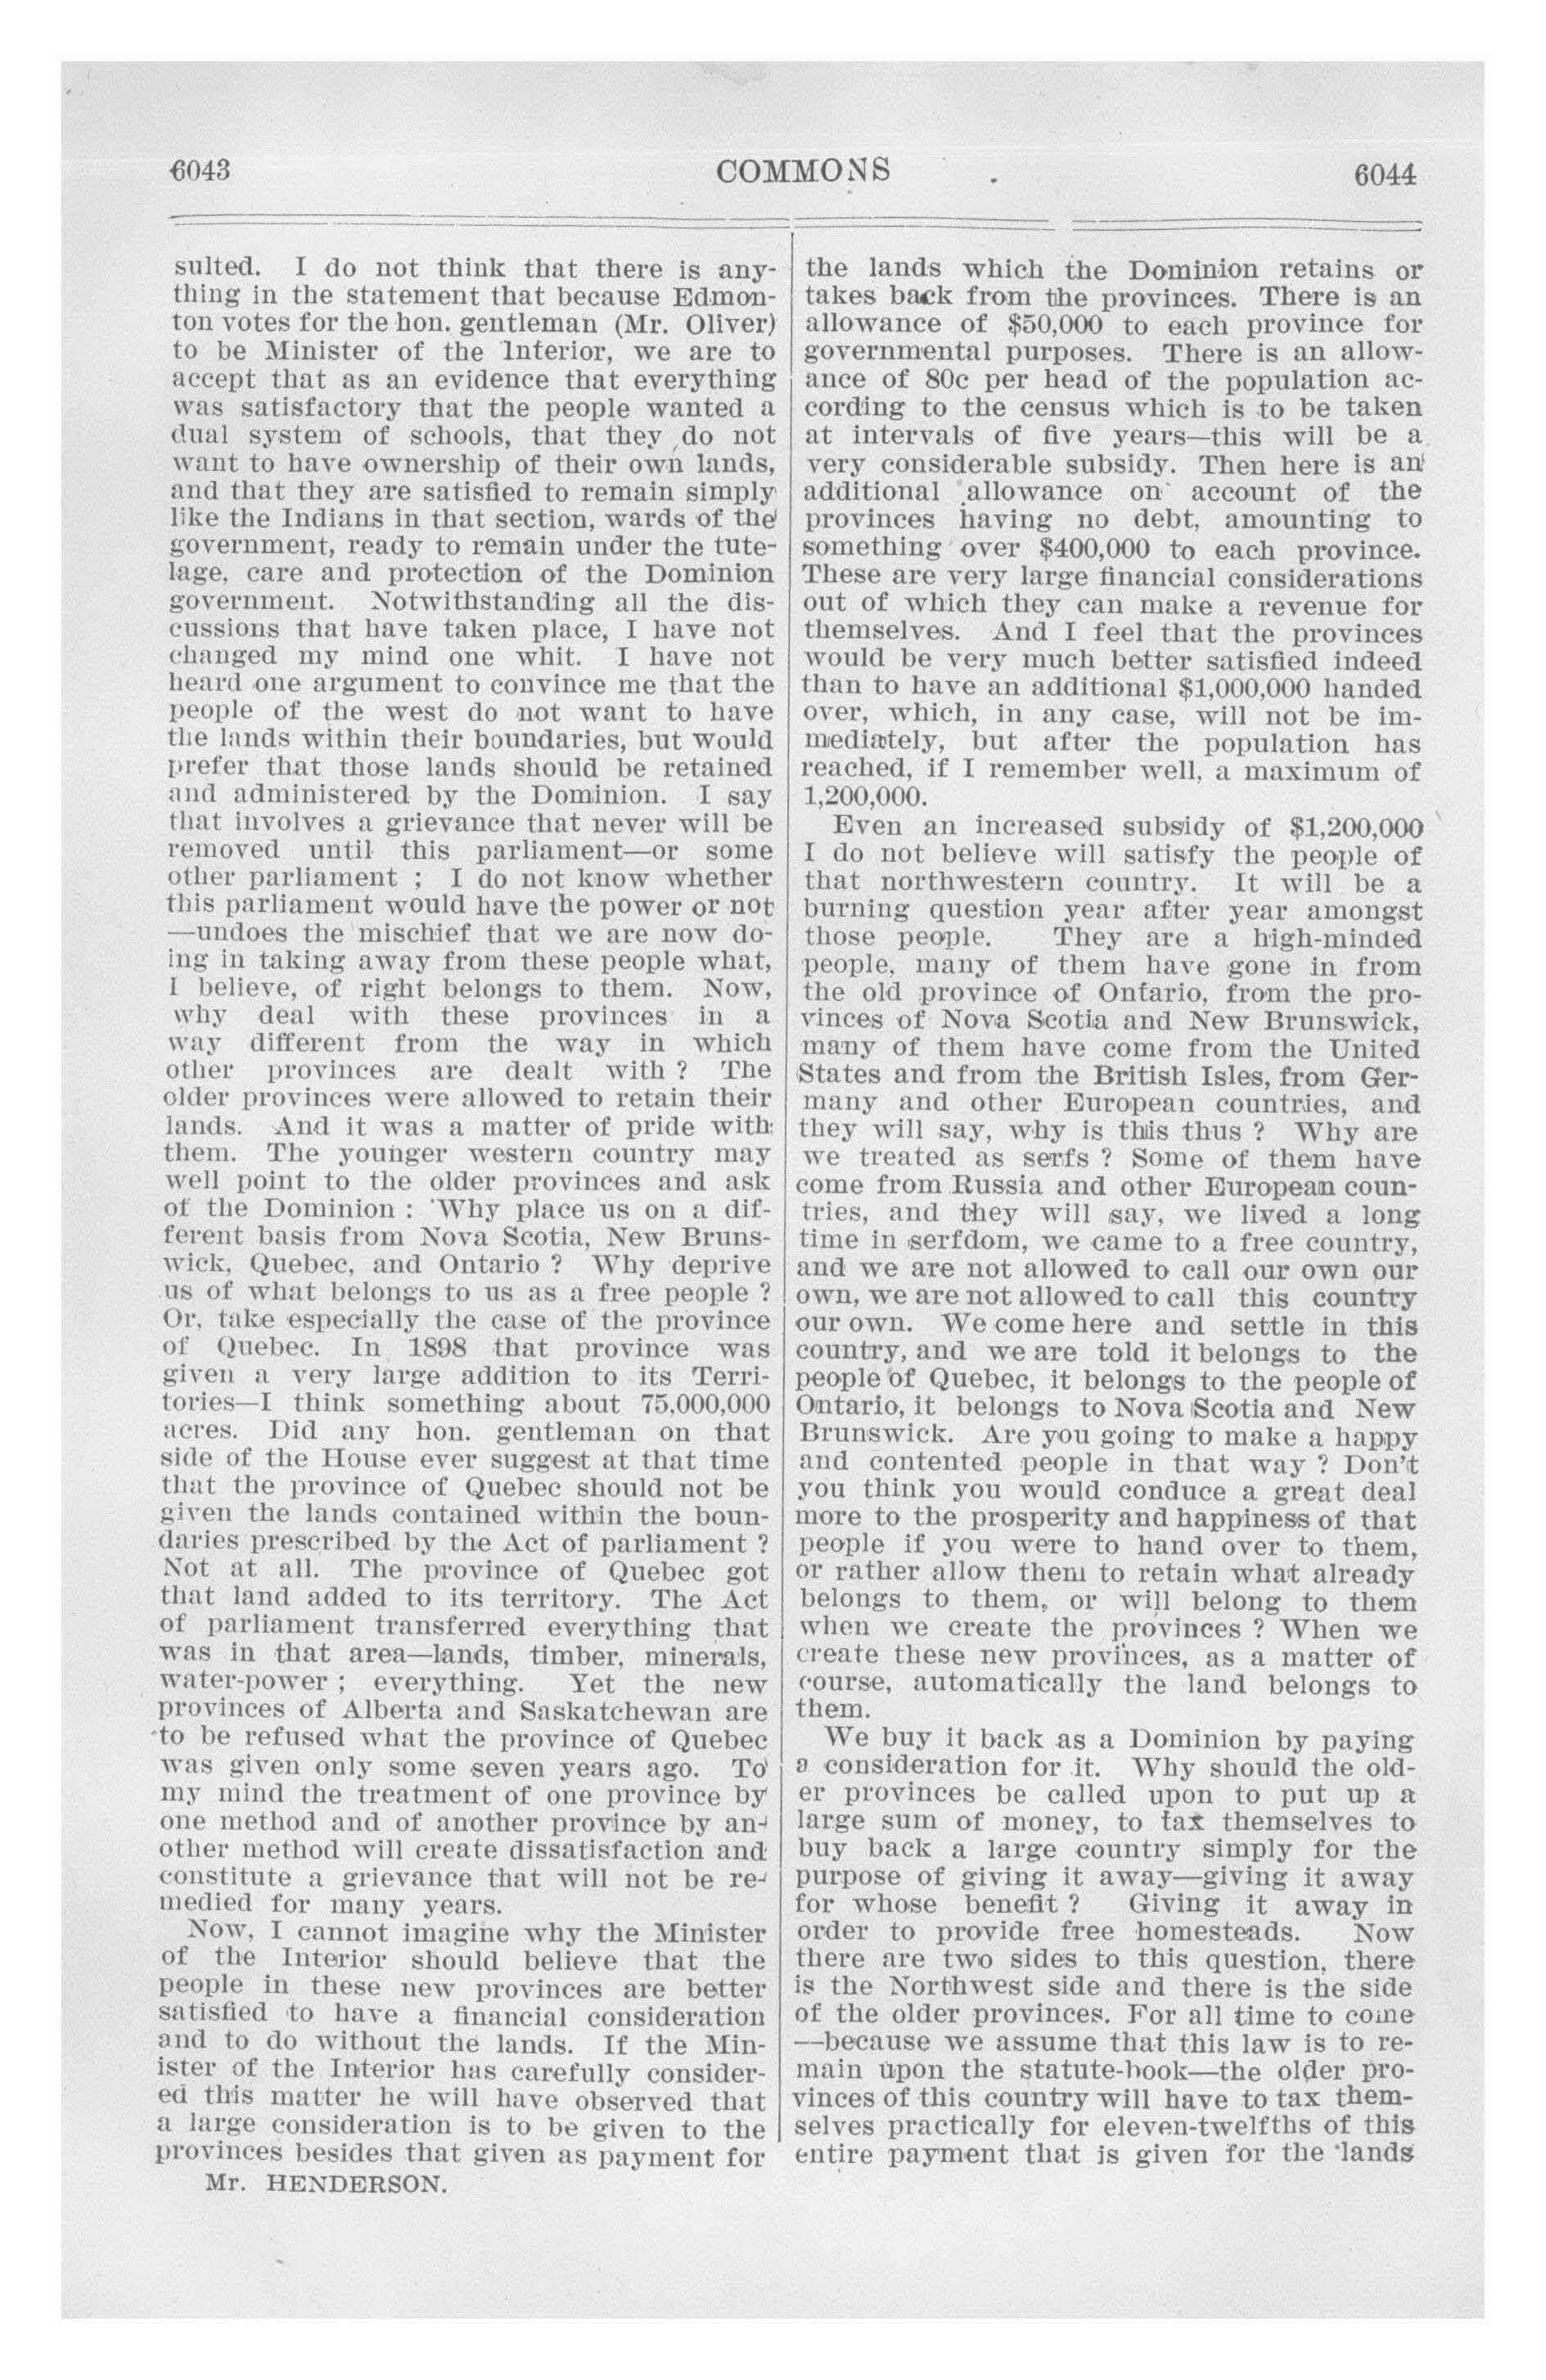 6043
COMMONS
6044
sulted. I do not think that there is any-
thing in the statement that because Edmon-
ton votes for the hon. gentleman (Mr. Oliver)
to be Minister of the Interior, we are to
accept that as an evidence that everything
was satisfactory that the people wanted a
dual system of schools, that they do not
want to have ownership of their own lands,
and that they are satisfied to remain simply
like the Indians in that section, wards of the
government, ready to remain under the tute-
lage, care and protection of the Dominion
government. Notwithstanding all the dis-
cussions that have taken place, I have not
changed my mind one whit. I have not
heard one argument to convince me that the
people of the west do not want to have
the lands within their boundaries, but would
prefer that those lands should be retained
and administered by the Dominion. I say
that involves a grievance that never will be
removed until this parliament—or some
other parliament ; I do not know whether
this parliament would have the power or not
—undoes the mischief that we are now do-
ing in taking away from these people what,
I believe, of right belongs to them. Now,
why deal with these provinces in a
way different from the way in which
other provinces are dealt with ? The
older provinces were allowed to retain their
lands. And it was a matter of pride with
them. The younger western country may
well point to the older provinces and ask
of the Dominion : 'Why place us on a dif-
ferent basis from Nova Scotia, New Bruns-
wick, Quebec, and Ontario ? Why deprive
us of what belongs to us as a free people ?
Or, take especially the case of the province
of Quebec. In 1898 that province was
given a very large addition to its Terri-
tories—I think something about 75,000,000
acres. Did any hon. gentleman on that
side of the House ever suggest at that time
that the province of Quebec should not be
given the lands contained within the boun-
daries prescribed by the Act of parliament ?
Not at all. The province of Quebec got
that land added to its territory. The Act
of parliament transferred everything that
was in that area—lands, timber, minerals,
water-power ; everything. Yet the new
provinces of Alberta and Saskatchewan are
to be refused what the province of Quebec
was given only some seven years ago. To
my mind the treatment of one province by
one method and of another province by an-
other method will create dissatisfaction and
constitute a grievance that will not be re-
medied for many years.
Now, I cannot imagine why the Minister
of the Interior should believe that the
people in these new provinces are better
satisfied to have a financial consideration
and to do without the lands. If the Min-
ister of the Interior has carefully consider-
ed this matter he will have observed that
a large consideration is to be given to the
provinces besides that given as payment for
Mr. HENDERSON.
the lands which the Dominion retains or
takes back from the provinces. There is an
allowance of $50,000 to each province for
governmental purposes. There is an allow-
ance of 80c per head of the population ac-
cording to the census which is to be taken
at intervals of five years—this will be a
very considerable subsidy. Then here is an
additional allowance on account of the
provinces having no debt, amounting to
something over $400,000 to each province.
These are very large financial considerations
out of which they can make a revenue for
themselves. And I feel that the provinces
would be very much better satisfied indeed
than to have an additional $1,000,000 handed
over, which, in any case, will not be im-
mediately, but after the population has
reached, if I remember well, a maximum of
1,200,000.
Even an increased subsidy of $1,200,000
I do not believe will satisfy the people of
that northwestern country. It will be a
burning question year after year amongst
those people. They are a high-minded
people, many of them have gone in from
the old province of Ontario, from the pro-
vinces of Nova Scotia and New Brunswick,
many of them have come from the United
States and from the British Isles, from Ger-
many and other European countries, and
they will say, why is this thus ? Why are
we treated as serfs ? Some of them have
come from Russia and other European coun-
tries, and they will say, we lived a long
time in serfdom, we came to a free country,
and we are not allowed to call our own our
own, we are not allowed to call this country
our own. We come here and settle in this
country, and we are told it belongs to the
people of Quebec, it belongs to the people of
Ontario, it belongs to Nova Scotia and New
Brunswick. Are you going to make a happy
and contented people in that way ? Don't
you think you would conduce a great deal
more to the prosperity and happiness of that
people if you were to hand over to them,
or rather allow them to retain what already
belongs to them, or will belong to them
when we create the provinces ? When we
create these new provinces, as a matter of
course, automatically the land belongs to
them.
We buy it back as a Dominion by paying
a consideration for it. Why should the old-
er provinces be called upon to put up a
large sum of money, to tax themselves to
buy back a large country simply for the
purpose of giving it away—giving it away
for whose benefit ? Giving it away in
order to provide free homesteads. Now
there are two sides to this question, there
is the Northwest side and there is the side
of the older provinces. For all time to come
—because we assume that this law is to re-
main upon the statute-book—the older pro-
vinces of this country will have to tax them-
selves practically for eleven-twelfths of this
entire payment that is given for the lands